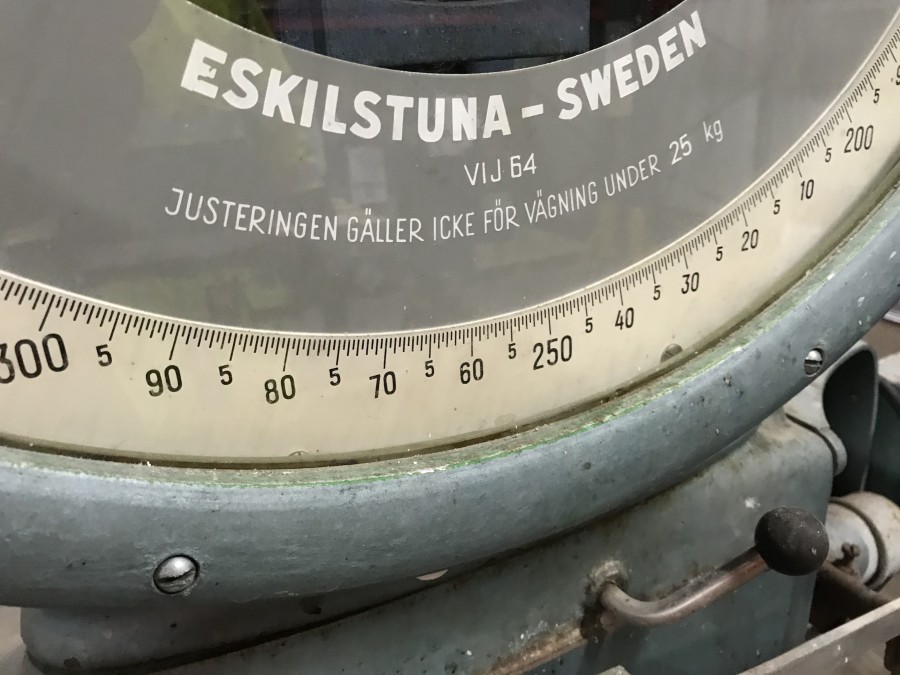 ESKILSTUNA - SWEDEN
VIJ 64
JUSTERINGEN GÄLLER ICKE FÖR VÄGNING UNDER 25 kg
300 5 90 5 80 5 70 5 60 5 250 5 40 5 30 5 20 5 10 5 200 5